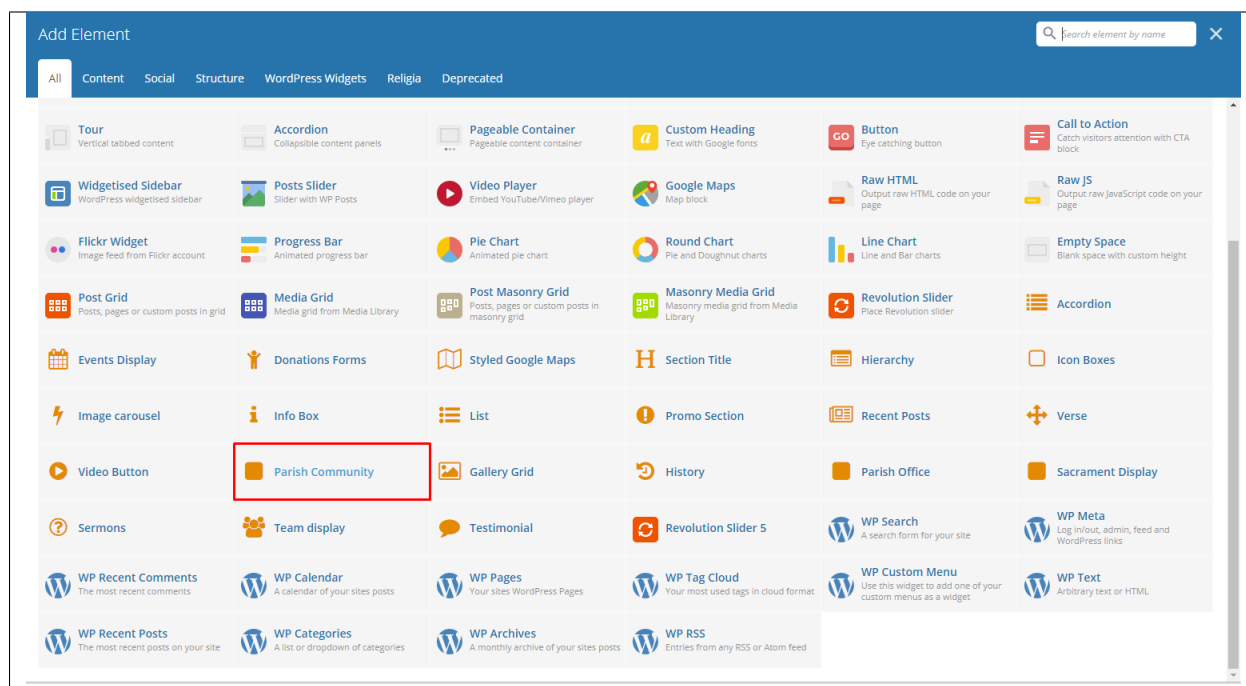 Add Element
Search element by name
All Content Social Structure WordPress Widgets Religia Deprecated
Tour
Vertical tabbed content
Accordion
Collapsible content panels
Pageable Container
Pageable content container
Custom Heading
Text with Google fonts
GO
Button
Eye catching button
Call to Action
Catch visitors attention with CTA
block
Widgetised Sidebar
WordPress widgetised sidebar
Posts Slider
Slider with WP Posts
Video Player
Embed YouTube/Vimeo player
Google Maps
Map block
Raw HTML
Output raw HTML code on your
page
Raw JS
Output raw JavaScript code on your
page
Flickr Widget
Image feed from Flickr account
Progress Bar
Animated progress bar
Pie Chart
Animated pie chart
Round Chart
Pie and Doughnut charts
Line Chart
Line and Bar charts
Empty Space
Blank space with custom height
Post Grid
Posts, pages or custom posts in grid
Media Grid
Media grid from Media Library
Post Masonry Grid
Posts, pages or custom posts in
masonry grid
Masonry Media Grid
Masonry media grid from Media
Library
Revolution Slider
Place Revolution slider
Accordion
Events Display
Donations Forms
Styled Google Maps
Section Title
Hierarchy
Icon Boxes
Image carousel
Info Box
List
Promo Section
Recent Posts
Verse
Video Button
Parish Community
Gallery Grid
History
Parish Office
Sacrament Display
Sermons
Team display
Testimonial
Revolution Slider 5
WP Search
A search form for your site
WP Meta
Log in/out, admin, feed and
WordPress links
WP Recent Comments
The most recent comments
WP Calendar
A calendar of your sites posts
WP Pages
Your sites WordPress Pages
WP Tag Cloud
Your most used tags in cloud format
WP Custom Menu
Use this widget to add one of your
custom menus as a widget
WP Text
Arbitrary text or HTML
WP Recent Posts
The most recent posts on your site
WP Categories
A list or dropdown of categories
WP Archives
A monthly archive of your sites posts
WP RSS
Entries from any RSS or Atom feed